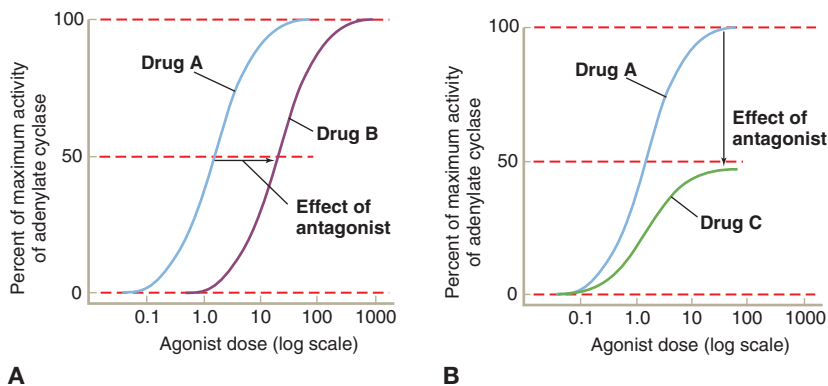 100
50
0
Percent of maximum activity
of adenylate cyclase
Drug A
Drug B
Effect of
antagonist
0.1 1.0 10 100 1000
Agonist dose (log scale)
A
100
50
0
Percent of maximum activity
of adenylate cyclase
Drug A
Effect of
antagonist
Drug C
0.1 1.0 10 100 1000
Agonist dose (log scale)
B